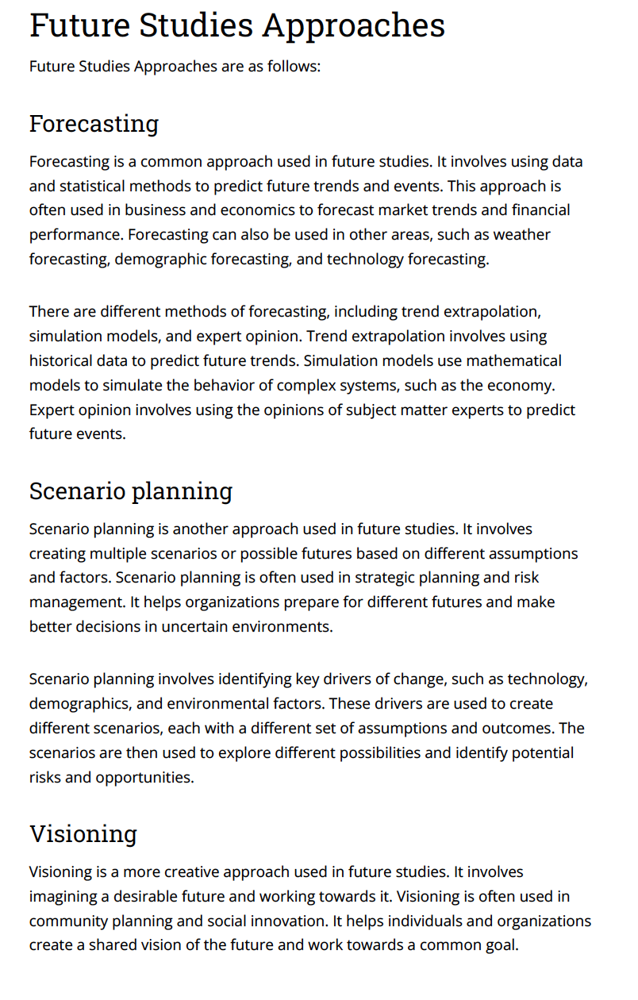 Future Studies Approaches
Future Studies Approaches are as follows:
Forecasting
Forecasting is a common approach used in future studies. It involves using data
and statistical methods to predict future trends and events. This approach is
often used in business and economics to forecast market trends and financial
performance. Forecasting can also be used in other areas, such as weather
forecasting, demographic forecasting, and technology forecasting.
There are different methods of forecasting, including trend extrapolation,
simulation models, and expert opinion. Trend extrapolation involves using
historical data to predict future trends. Simulation models use mathematical
models to simulate the behavior of complex systems, such as the economy.
Expert opinion involves using the opinions of subject matter experts to predict
future events.
Scenario planning
Scenario planning is another approach used in future studies. It involves
creating multiple scenarios or possible futures based on different assumptions
and factors. Scenario planning is often used in strategic planning and risk
management. It helps organizations prepare for different futures and make
better decisions in uncertain environments.
Scenario planning involves identifying key drivers of change, such as technology,
demographics, and environmental factors. These drivers are used to create
different scenarios, each with a different set of assumptions and outcomes. The
scenarios are then used to explore different possibilities and identify potential
risks and opportunities.
Visioning
Visioning is a more creative approach used in future studies. It involves
imagining a desirable future and working towards it. Visioning is often used in
community planning and social innovation. It helps individuals and organizations
create a shared vision of the future and work towards a common goal.